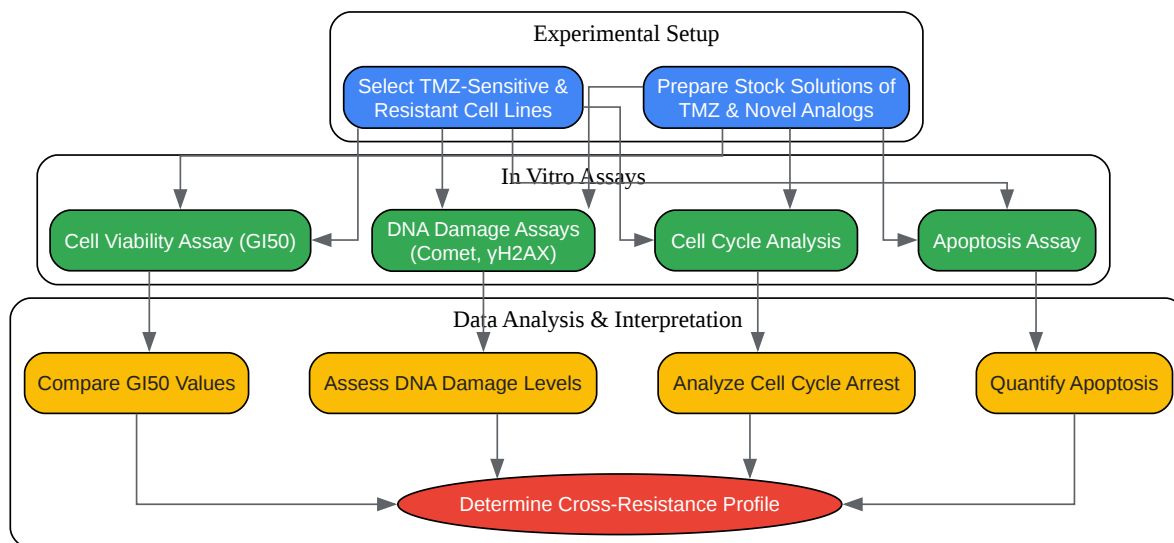 Experimental Setup
Select TMZ-Sensitive &
Resistant Cell Lines
Prepare Stock Solutions of
TMZ & Novel Analogs
In Vitro Assays
Cell Viability Assay (GI50)
DNA Damage Assays
(Comet, γH2AX)
Cell Cycle Analysis
Apoptosis Assay
Data Analysis & Interpretation
Compare GI50 Values
Assess DNA Damage Levels
Analyze Cell Cycle Arrest
Quantify Apoptosis
Determine Cross-Resistance Profile